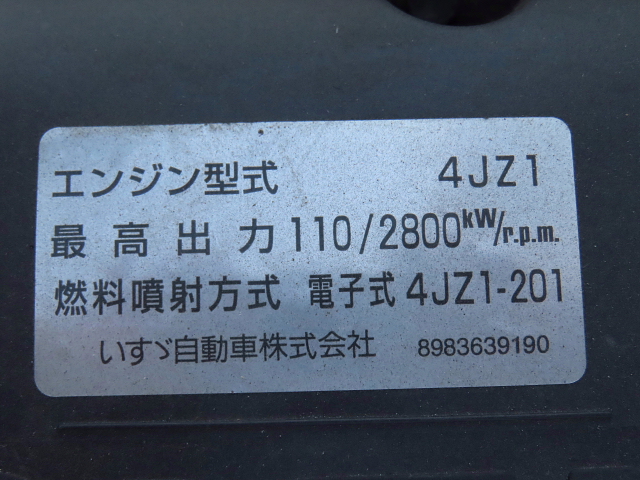 エンジン型式 4JZ1
最高出力 110/2800kW/r.p.m.
燃料噴射方式 電子式 4JZ1-201
いすゞ自動車株式会社 8983639190